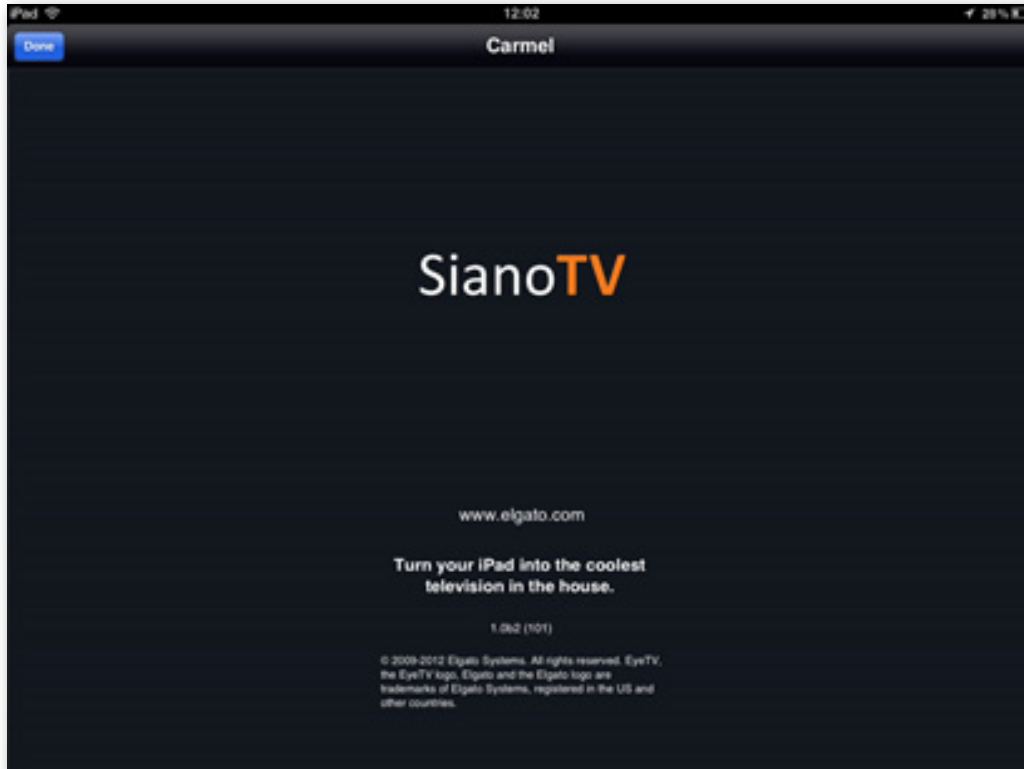 iPad 12:02 28%
Done Carmel
SianoTV
www.elgato.com
Turn your iPad into the coolest
television in the house.
1.0b2 (101)
© 2009-2012 Elgato Systems. All rights reserved. EyeTV,
the EyeTV logo, Elgato and the Elgato logo are
trademarks of Elgato Systems, registered in the US and
other countries.